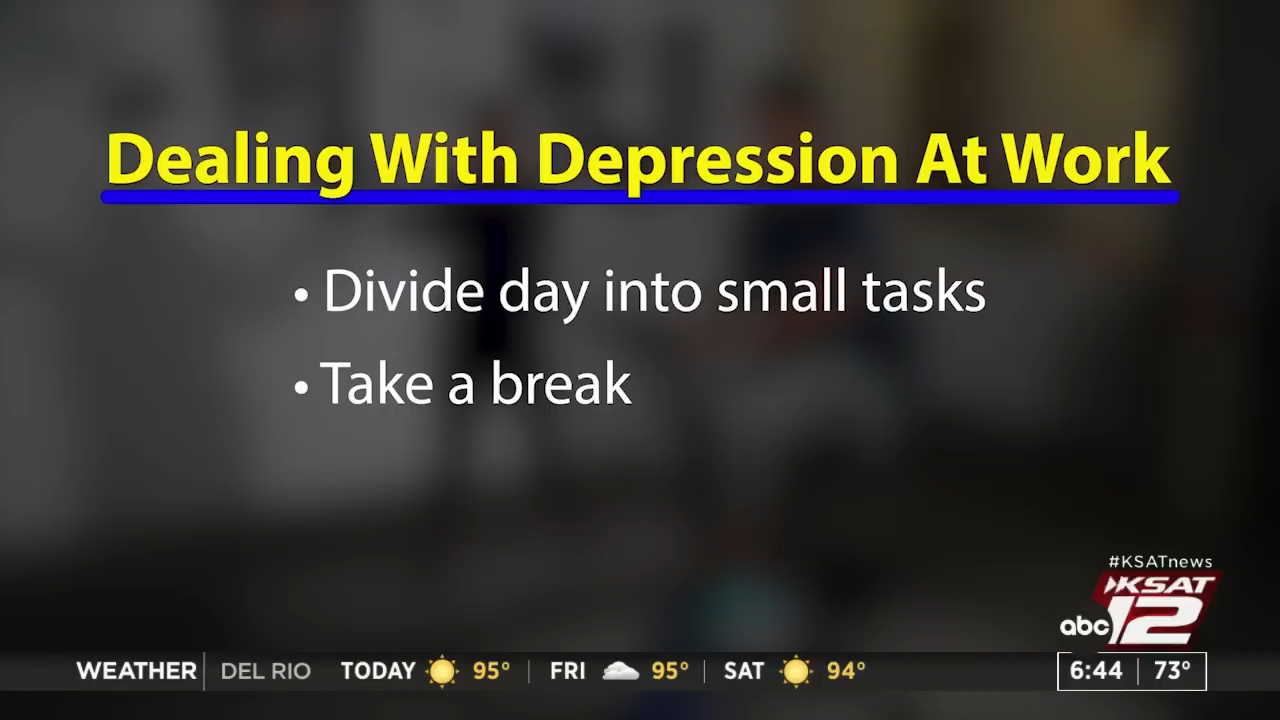 Dealing With Depression At Work
• Divide day into small tasks
• Take a break
#KSATnews
KSAT
abc 12
WEATHER DEL RIO TODAY 95° FRI 95° SAT 94° 6:44 73°